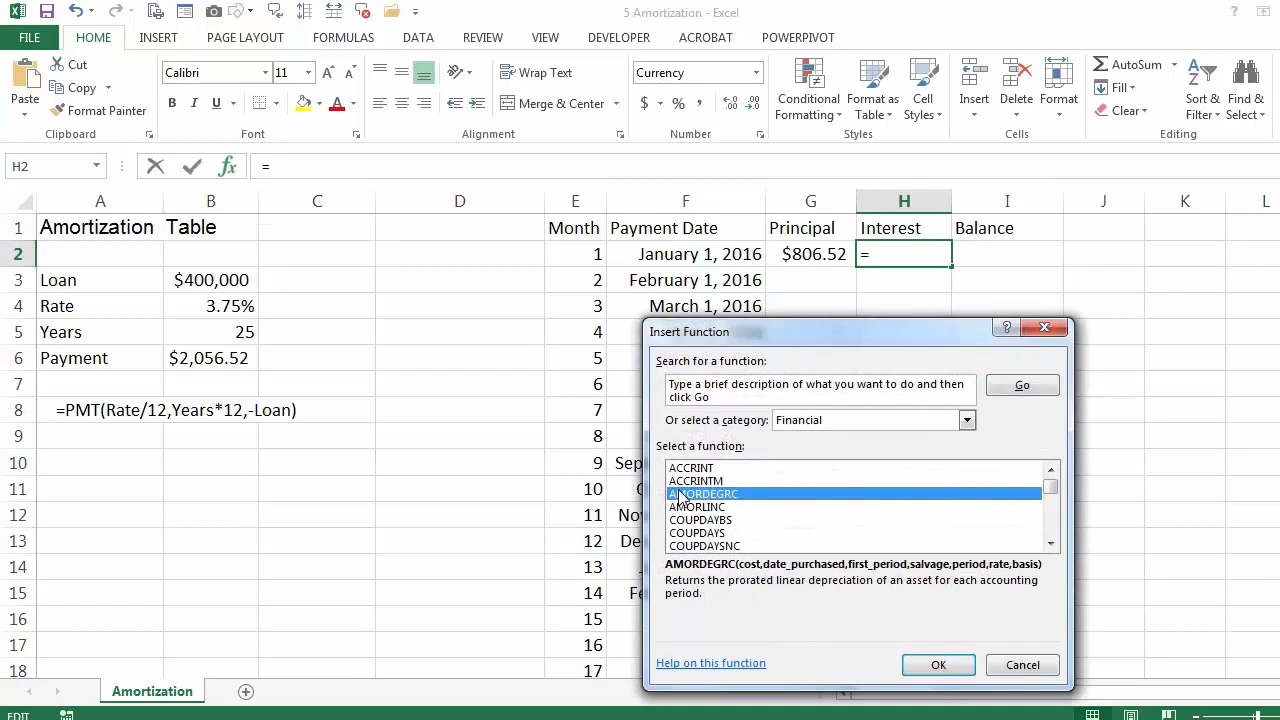 5 Amortization - Excel
FILE HOME INSERT PAGE LAYOUT FORMULAS DATA REVIEW VIEW DEVELOPER ACROBAT POWERPIVOT
Paste
Cut
Copy
Format Painter
Clipboard
Calibri 11
B I U
Font
Wrap Text
Merge & Center
Alignment
Currency
$ % ,
Number
Conditional Formatting
Format as Table
Cell Styles
Styles
Insert Delete Format
Cells
AutoSum
Fill
Clear
Sort & Filter
Find & Select
Editing
H2 fx =
A B C D E F G H I J K L
1 Amortization Table Month Payment Date Principal Interest Balance
2 1 January 1, 2016 $806.52 =
3 Loan $400,000 2 February 1, 2016
4 Rate 3.75% 3 March 1, 2016
5 Years 25 4
6 Payment $2,056.52 5
7 6
8 =PMT(Rate/12,Years*12,-Loan) 7
9 8
10 9 Sep
11 10
12 11 Nov
13 12 De
14 13
15 14 Fe
16 15
17 16
18 17
Insert Function
Search for a function:
Type a brief description of what you want to do and then
click Go
Go
Or select a category: Financial
Select a function:
ACCRINT
ACCRINTM
AMORDEGRC
AMORLINC
COUPDAYBS
COUPDAYS
COUPDAYSNC
AMORDEGRC(cost,date_purchased,first_period,salvage,period,rate,basis)
Returns the prorated linear depreciation of an asset for each accounting
period.
Help on this function
OK Cancel
Amortization
EDIT